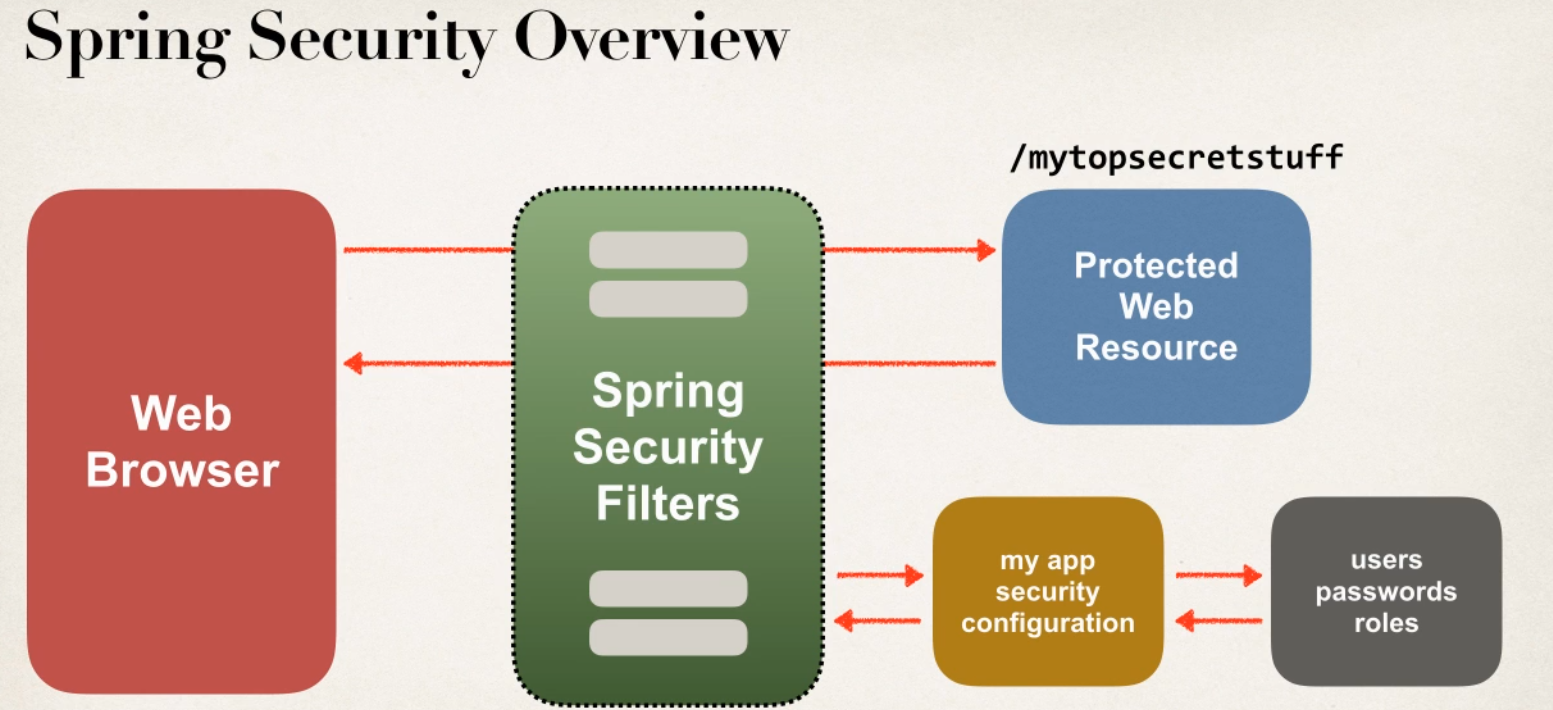 Spring Security Overview
/mytopsecretstuff
Web
Browser
Spring
Security
Filters
Protected
Web
Resource
my app
security
configuration
users
passwords
roles